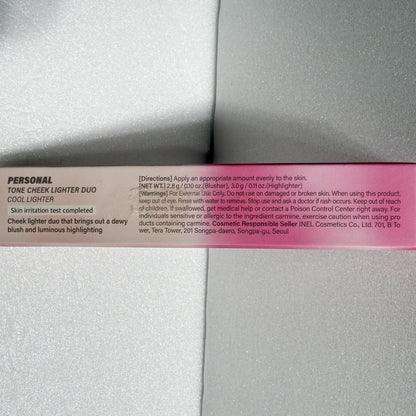 PERSONAL
TONE CHEEK LIGHTER DUO
COOL LIGHTER
Skin irritation test completed
Cheek lighter duo that brings out a dewy
blush and luminous highlighting
[Directions] Apply an appropriate amount evenly to the skin.
[NET WT.] 2.8 g / 0.10 oz.(Blusher), 3.0 g / 0.11 oz.(Highlighter)
[Warnings] For External Use Only. Do not use on damaged or broken skin. When using this product,
keep out of eye. Rinse with water to remove. Stop use and ask a doctor if rash occurs. Keep out of reach
of children. If swallowed, get medical help or contact a Poison Control Center right away. For
individuals sensitive or allergic to the ingredient carmine, exercise caution when using pro
ducts containing carmine. Cosmetic Responsible Seller INEL Cosmetics Co., Ltd. 701, B To
wer, Tera Tower, 201 Songpa-daero, Songpa-gu, Seoul